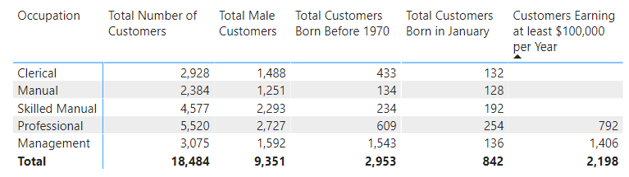 Occupation Total Number of Customers Total Male Customers Total Customers Born Before 1970 Total Customers Born in January Customers Earning at least $100,000 per Year
Clerical 2,928 1,488 433 132
Manual 2,384 1,251 134 128
Skilled Manual 4,577 2,293 234 192
Professional 5,520 2,727 609 254 792
Management 3,075 1,592 1,543 136 1,406
Total 18,484 9,351 2,953 842 2,198